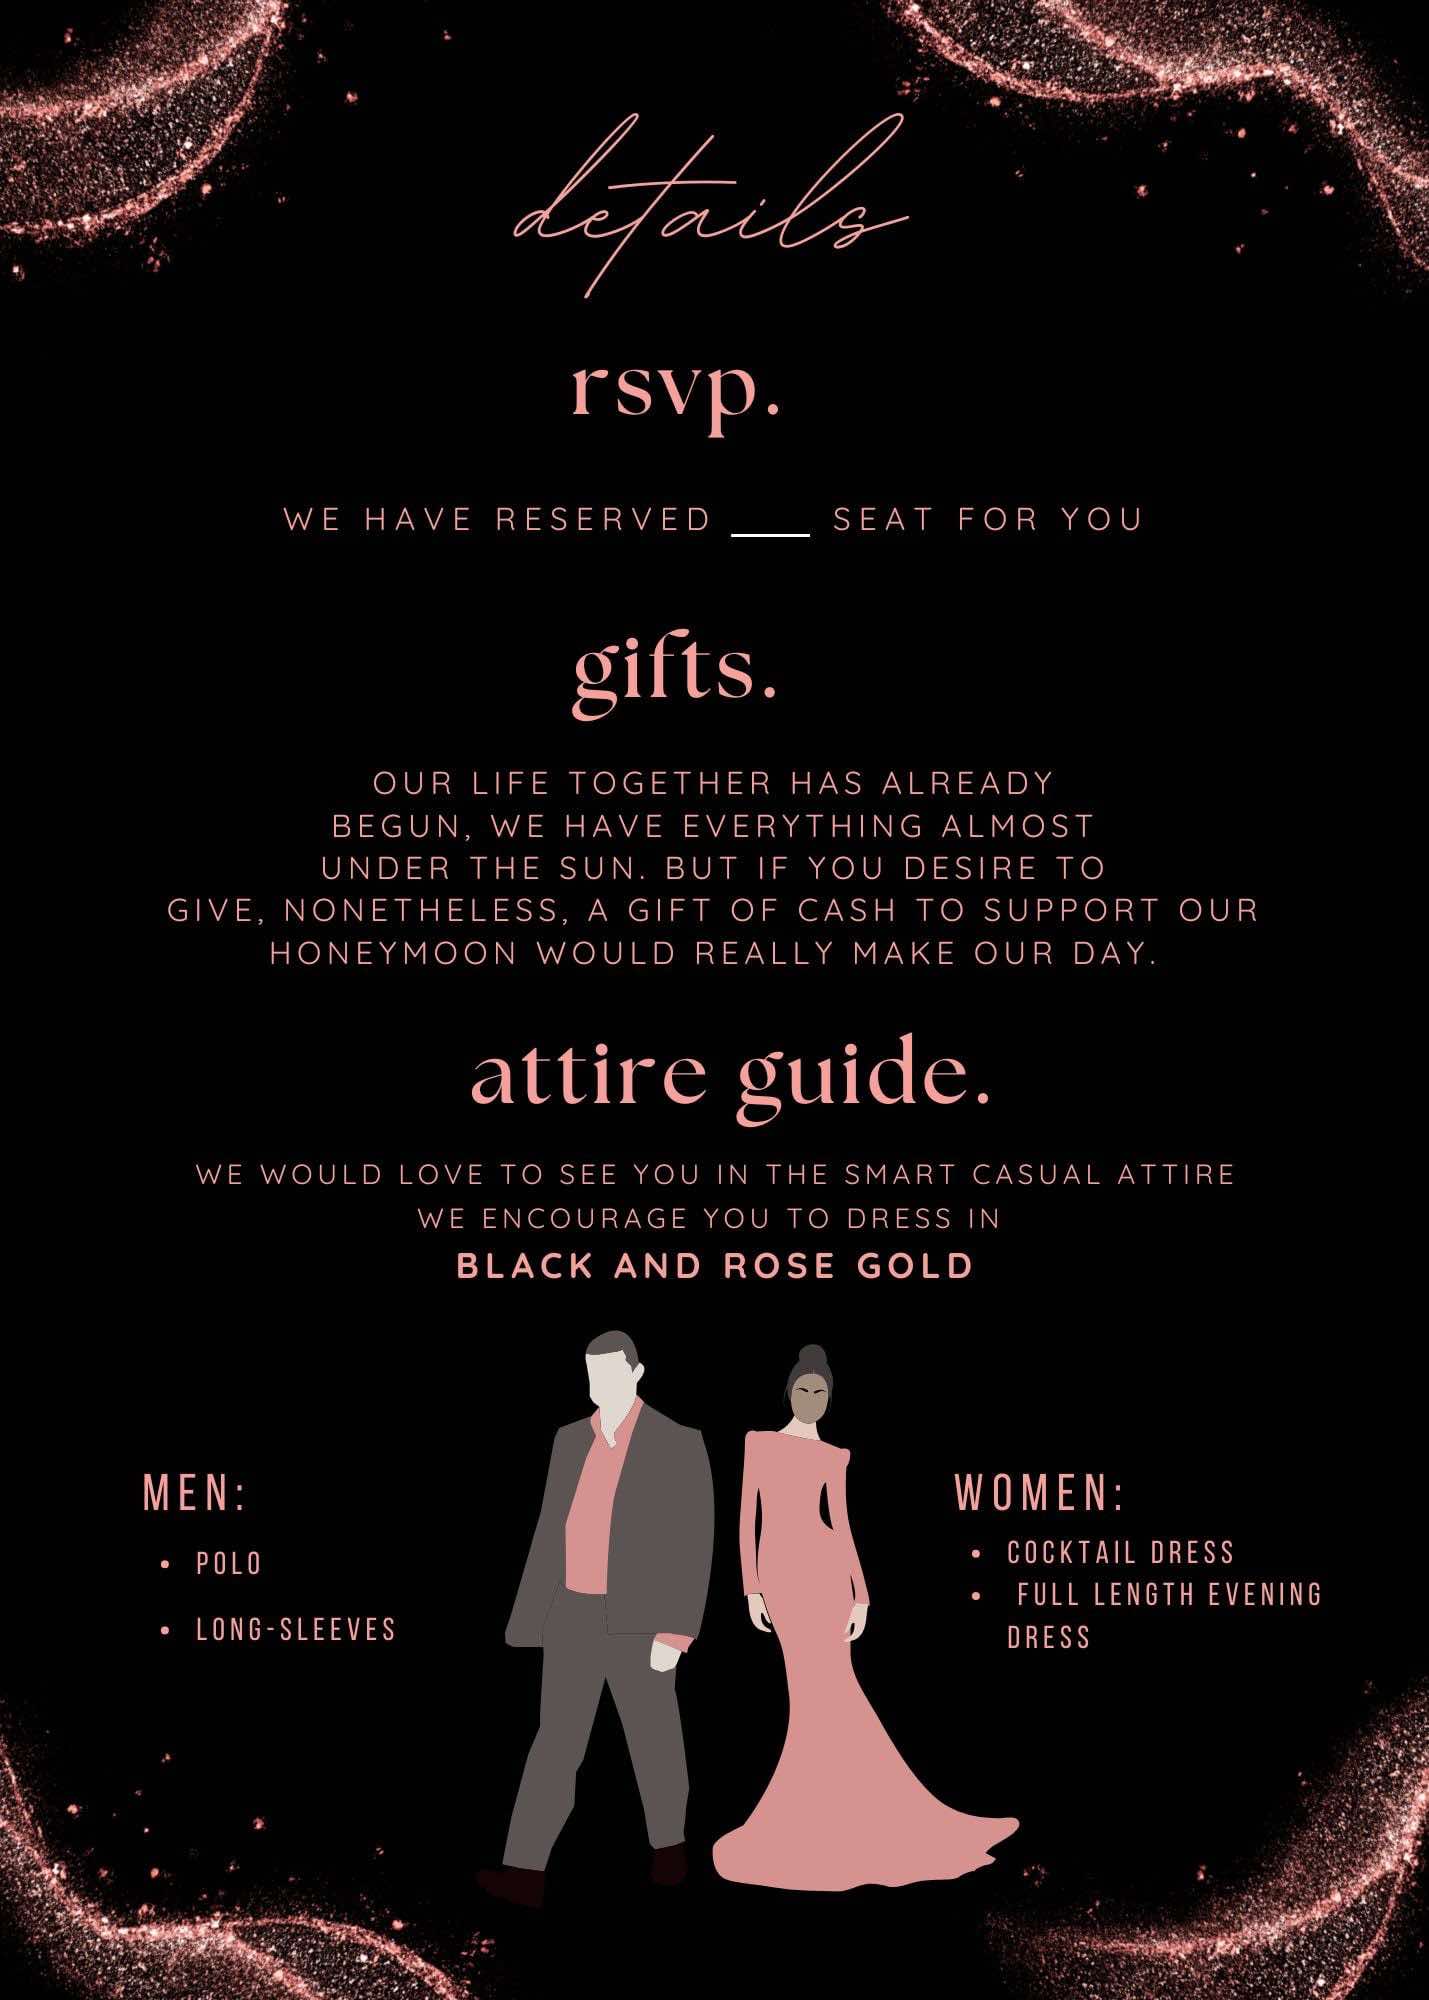 details
rsvp.
WE HAVE RESERVED ____ SEAT FOR YOU
gifts.
OUR LIFE TOGETHER HAS ALREADY
BEGUN, WE HAVE EVERYTHING ALMOST
UNDER THE SUN. BUT IF YOU DESIRE TO
GIVE, NONETHELESS, A GIFT OF CASH TO SUPPORT OUR
HONEYMOON WOULD REALLY MAKE OUR DAY.
attire guide.
WE WOULD LOVE TO SEE YOU IN THE SMART CASUAL ATTIRE
WE ENCOURAGE YOU TO DRESS IN
BLACK AND ROSE GOLD
MEN:
• POLO
• LONG-SLEEVES
WOMEN:
• COCKTAIL DRESS
• FULL LENGTH EVENING
DRESS